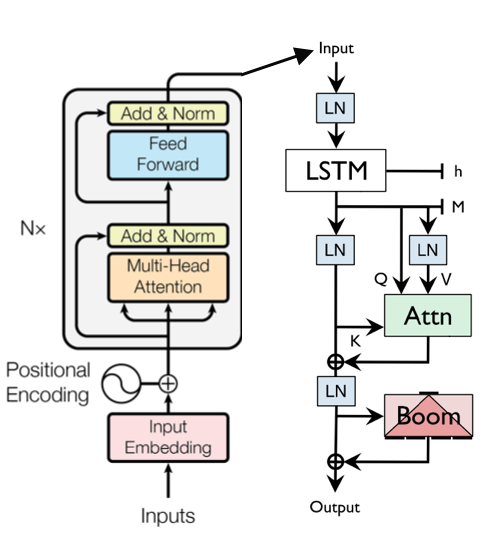 Add & Norm
Feed
Forward
Nx
Add & Norm
Multi-Head
Attention
Positional
Encoding
Input
Embedding
Inputs
Input
LN
LSTM
h
M
LN
LN
Q
V
Attn
K
LN
Boom
Output